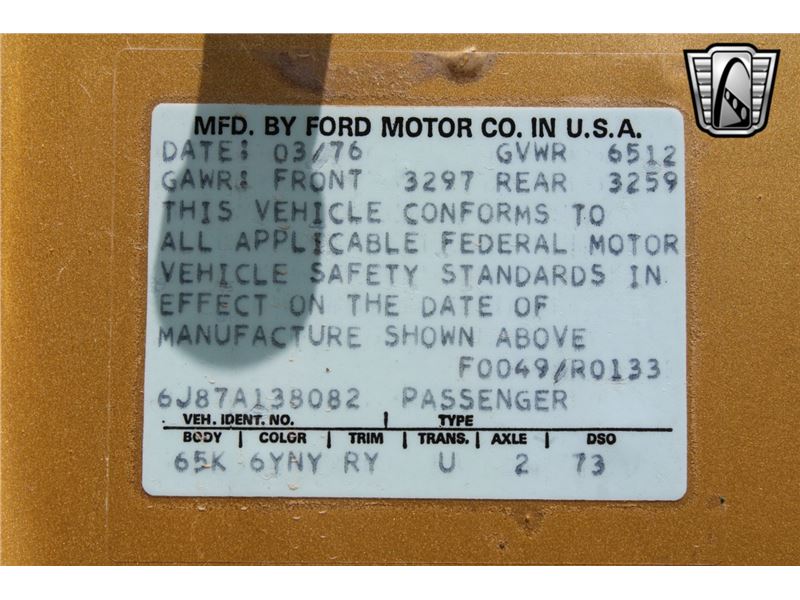 MFD. BY FORD MOTOR CO. IN U.S.A.
DATE: 03/76 GVWR 6512
GAWR: FRONT 3297 REAR 3259
THIS VEHICLE CONFORMS TO
ALL APPLICABLE FEDERAL MOTOR
VEHICLE SAFETY STANDARDS IN
EFFECT ON THE DATE OF
MANUFACTURE SHOWN ABOVE
F0049/R0133
6J87A138082 PASSENGER
VEH. IDENT. NO. | TYPE
BODY | COLOR | TRIM | TRANS. | AXLE | DSO
65K 6YNY RY U 2 73